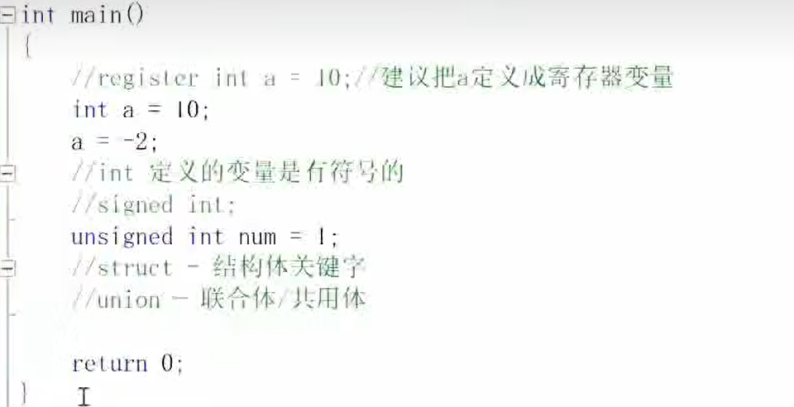 int main()
{
//register int a = 10;//建议把a定义成寄存器变量
int a = 10;
a = -2;
//int 定义的变量是有符号的
//signed int;
unsigned int num = 1;
//struct - 结构体关键字
//union - 联合体/共用体
return 0;
}